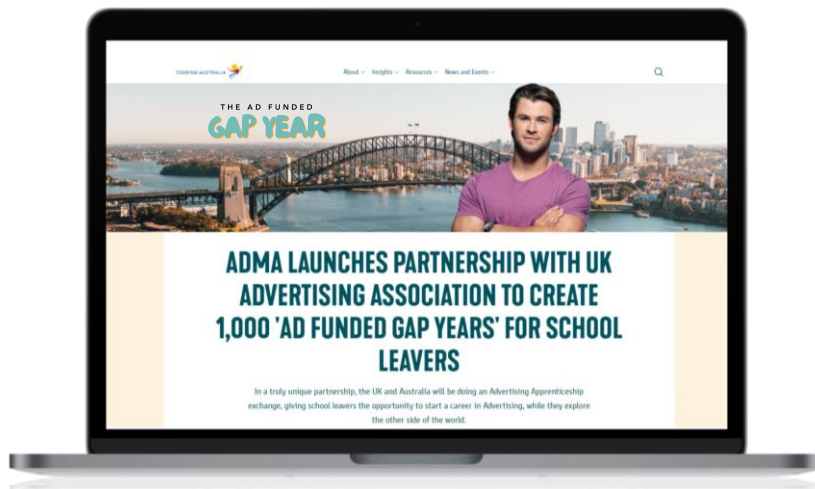 TOURISM AUSTRALIA
About
Insights
Resources
News and Events
THE AD FUNDED
GAP YEAR
ADMA LAUNCHES PARTNERSHIP WITH UK
ADVERTISING ASSOCIATION TO CREATE
1,000 'AD FUNDED GAP YEARS' FOR SCHOOL
LEAVERS
In a truly unique partnership, the UK and Australia will be doing an Advertising Apprenticeship
exchange, giving school leavers the opportunity to start a career in Advertising, while they explore
the other side of the world.